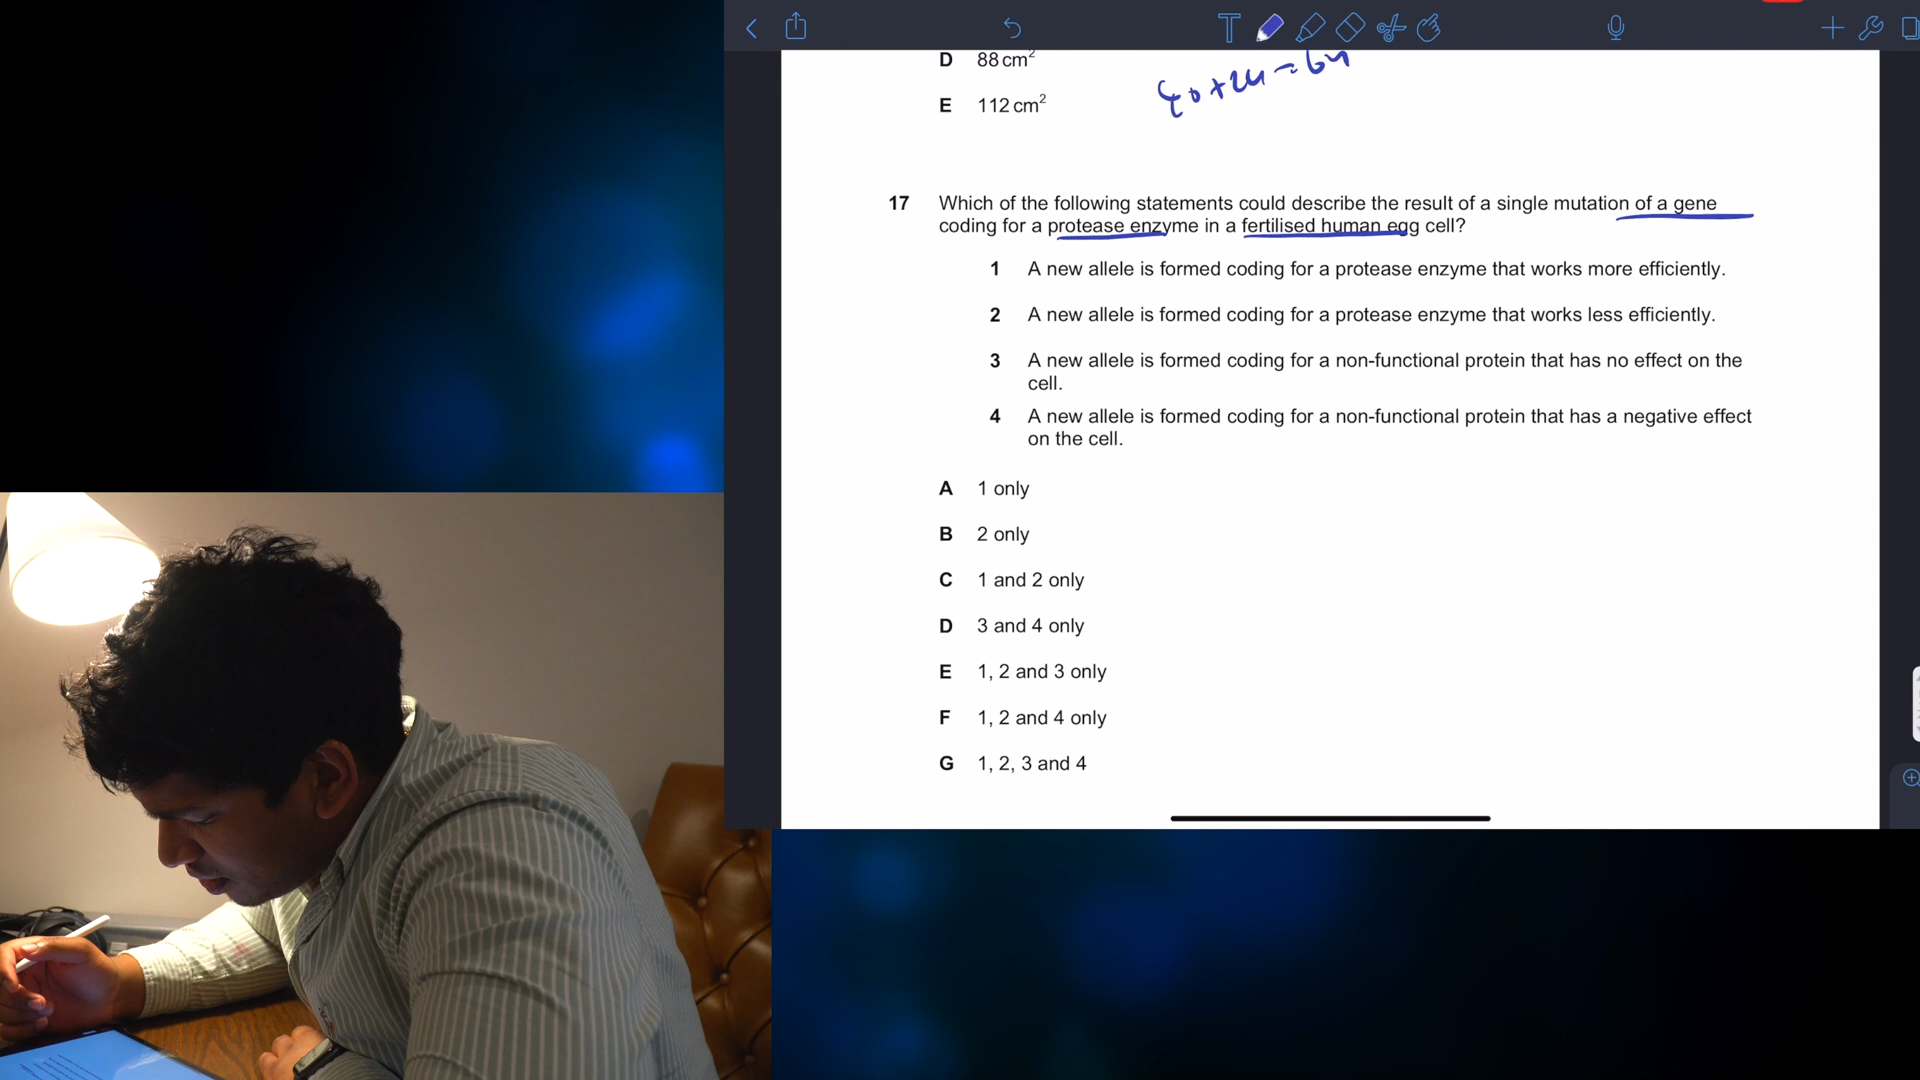 D 88 cm²
40+24=64
E 112 cm²
17 Which of the following statements could describe the result of a single mutation of a gene
coding for a protease enzyme in a fertilised human egg cell?
1 A new allele is formed coding for a protease enzyme that works more efficiently.
2 A new allele is formed coding for a protease enzyme that works less efficiently.
3 A new allele is formed coding for a non-functional protein that has no effect on the
cell.
4 A new allele is formed coding for a non-functional protein that has a negative effect
on the cell.
A 1 only
B 2 only
C 1 and 2 only
D 3 and 4 only
E 1, 2 and 3 only
F 1, 2 and 4 only
G 1, 2, 3 and 4